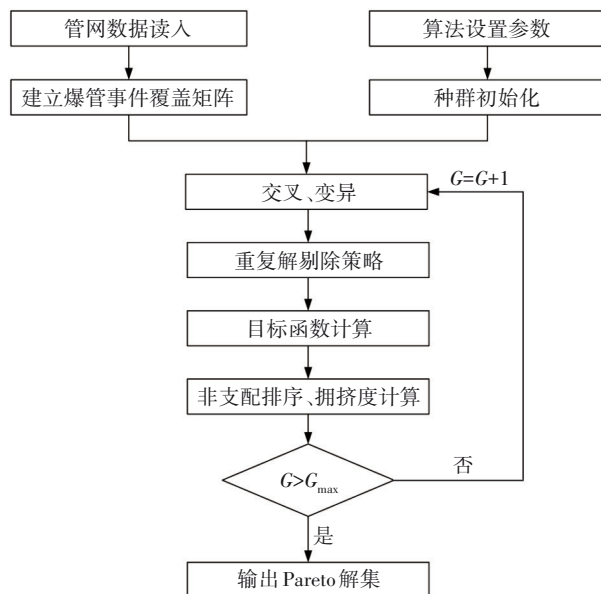 管网数据读入
算法设置参数
建立爆管事件覆盖矩阵
种群初始化
交叉、变异
G=G+1
重复解剔除策略
目标函数计算
非支配排序、拥挤度计算
G>Gmax
否
是
输出Pareto解集